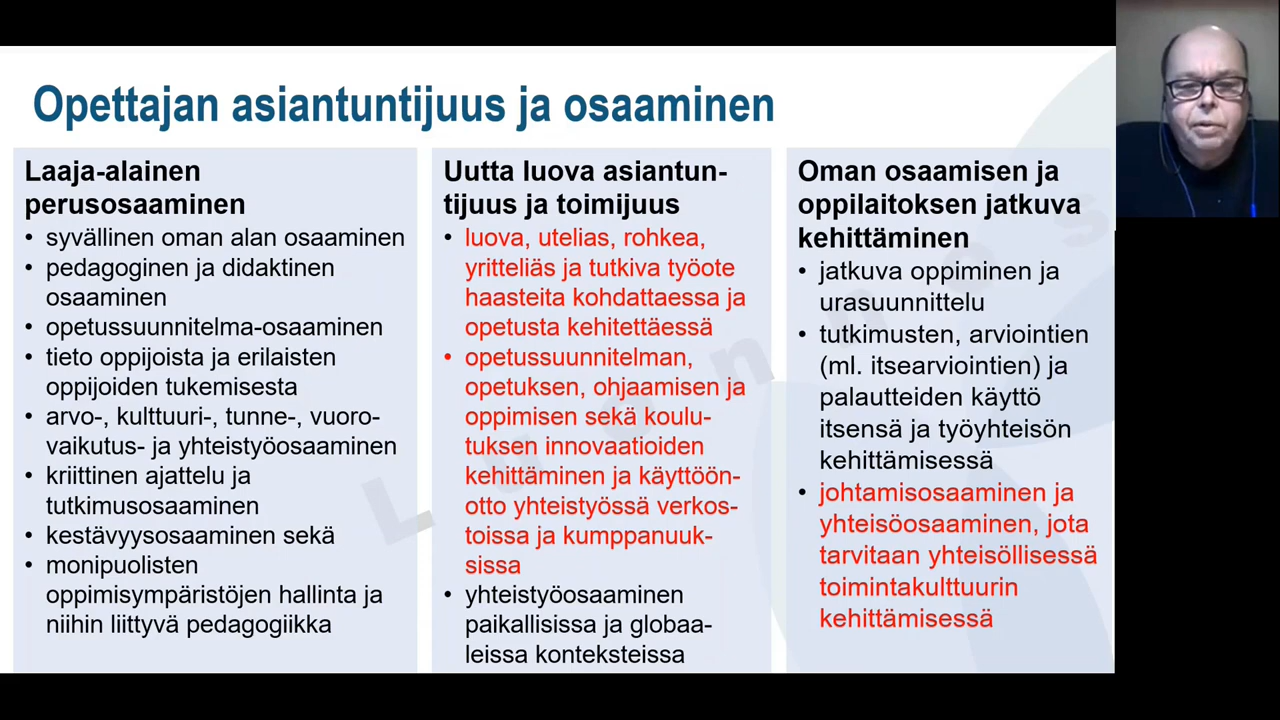 Opettajan asiantuntijuus ja osaaminen
Laaja-alainen
perusosaaminen
• syvällinen oman alan osaaminen
• pedagoginen ja didaktinen
osaaminen
• opetussuunnitelma-osaaminen
• tieto oppijoista ja erilaisten
oppijoiden tukemisesta
• arvo-, kulttuuri-, tunne-, vuoro-
vaikutus- ja yhteistyöosaaminen
• kriittinen ajattelu ja
tutkimusosaaminen
• kestävyysosaaminen sekä
• monipuolisten
oppimisympäristöjen hallinta ja
niihin liittyvä pedagogiikka
Uutta luova asiantun-
tijuus ja toimijuus
• luova, utelias, rohkea,
yritteliäs ja tutkiva työote
haasteita kohdattaessa ja
opetusta kehitettäessä
• opetussuunnitelman,
opetuksen, ohjaamisen ja
oppimisen sekä koulu-
tuksen innovaatioiden
kehittäminen ja käyttöön-
otto yhteistyössä verkos-
toissa ja kumppanuuk-
sissa
• yhteistyöosaaminen
paikallisissa ja globaa-
leissa konteksteissa
Oman osaamisen ja
oppilaitoksen jatkuva
kehittäminen
• jatkuva oppiminen ja
urasuunnittelu
• tutkimusten, arviointien
(ml. itsearviointien) ja
palautteiden käyttö
itsensä ja työyhteisön
kehittämisessä
• johtamisosaaminen ja
yhteisöosaaminen, jota
tarvitaan yhteisöllisessä
toimintakulttuurin
kehittämisessä
Luonnos